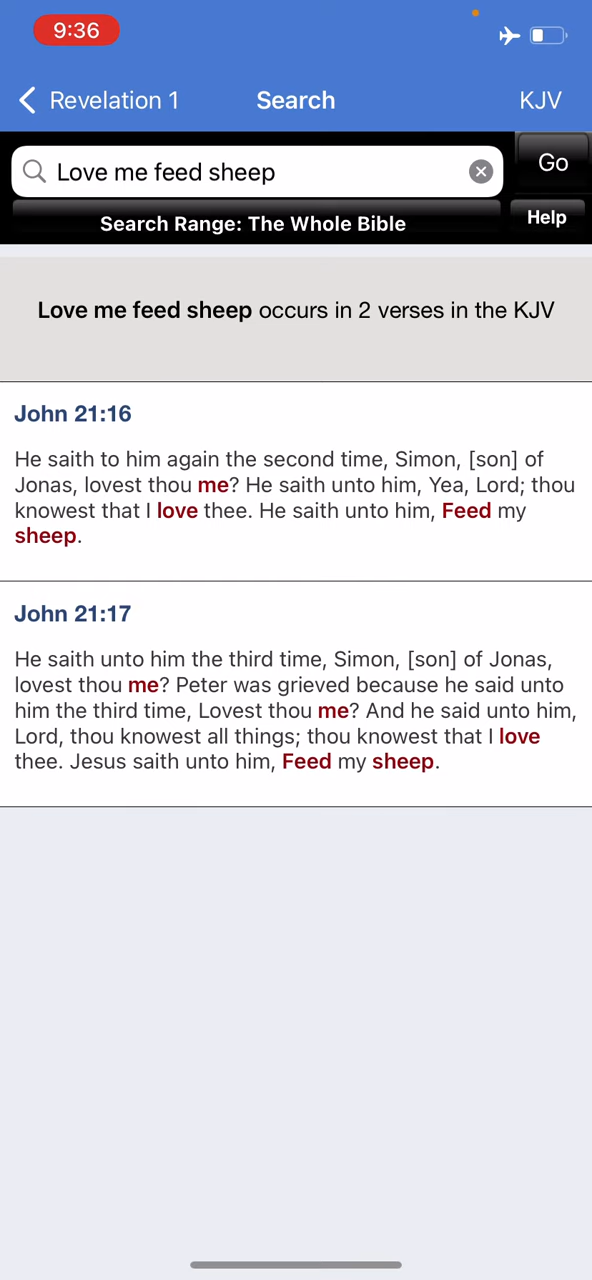 9:36
Revelation 1 Search KJV
Love me feed sheep Go
Search Range: The Whole Bible Help
Love me feed sheep occurs in 2 verses in the KJV
John 21:16
He saith to him again the second time, Simon, [son] of
Jonas, lovest thou me? He saith unto him, Yea, Lord; thou
knowest that I love thee. He saith unto him, Feed my
sheep.
John 21:17
He saith unto him the third time, Simon, [son] of Jonas,
lovest thou me? Peter was grieved because he said unto
him the third time, Lovest thou me? And he said unto him,
Lord, thou knowest all things; thou knowest that I love
thee. Jesus saith unto him, Feed my sheep.